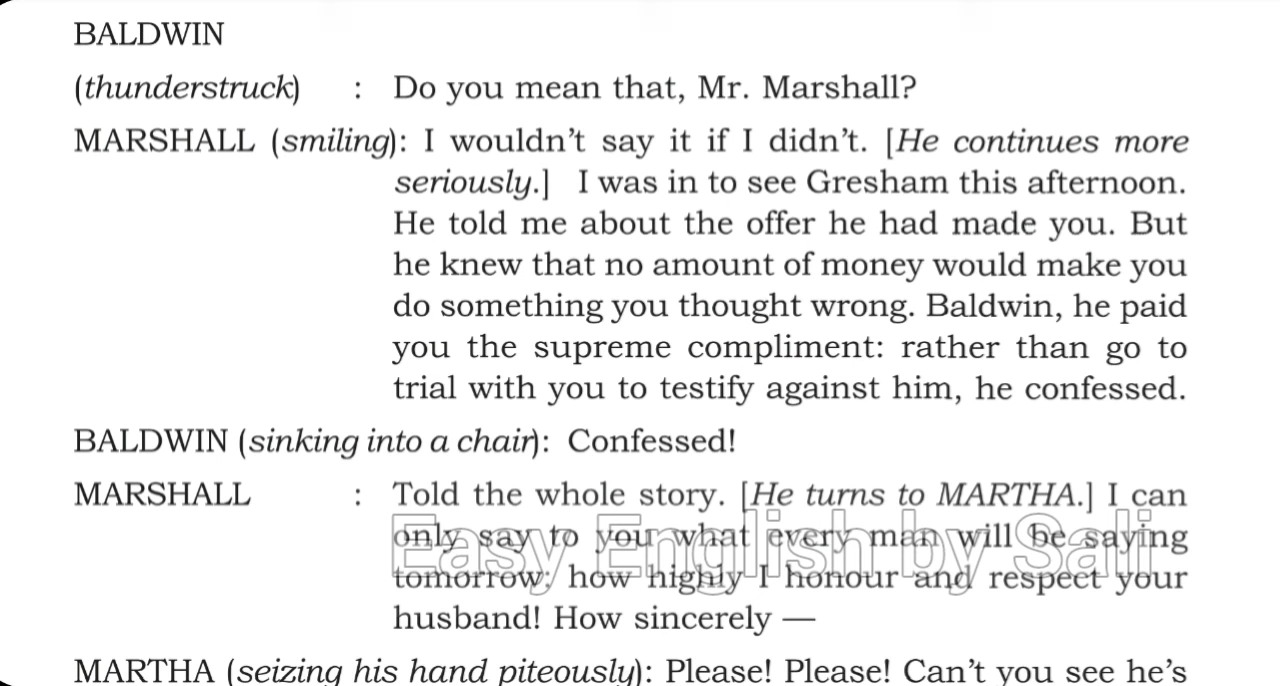 BALDWIN
(thunderstruck) : Do you mean that, Mr. Marshall?
MARSHALL (smiling): I wouldn’t say it if I didn’t. [He continues more
seriously.] I was in to see Gresham this afternoon.
He told me about the offer he had made you. But
he knew that no amount of money would make you
do something you thought wrong. Baldwin, he paid
you the supreme compliment: rather than go to
trial with you to testify against him, he confessed.
BALDWIN (sinking into a chair): Confessed!
MARSHALL : Told the whole story. [He turns to MARTHA.] I can
only say to you what every man will be saying
Easy English by Sali
tomorrow; how highly I honour and respect your
husband! How sincerely —
MARTHA (seizing his hand piteously): Please! Please! Can’t you see he’s